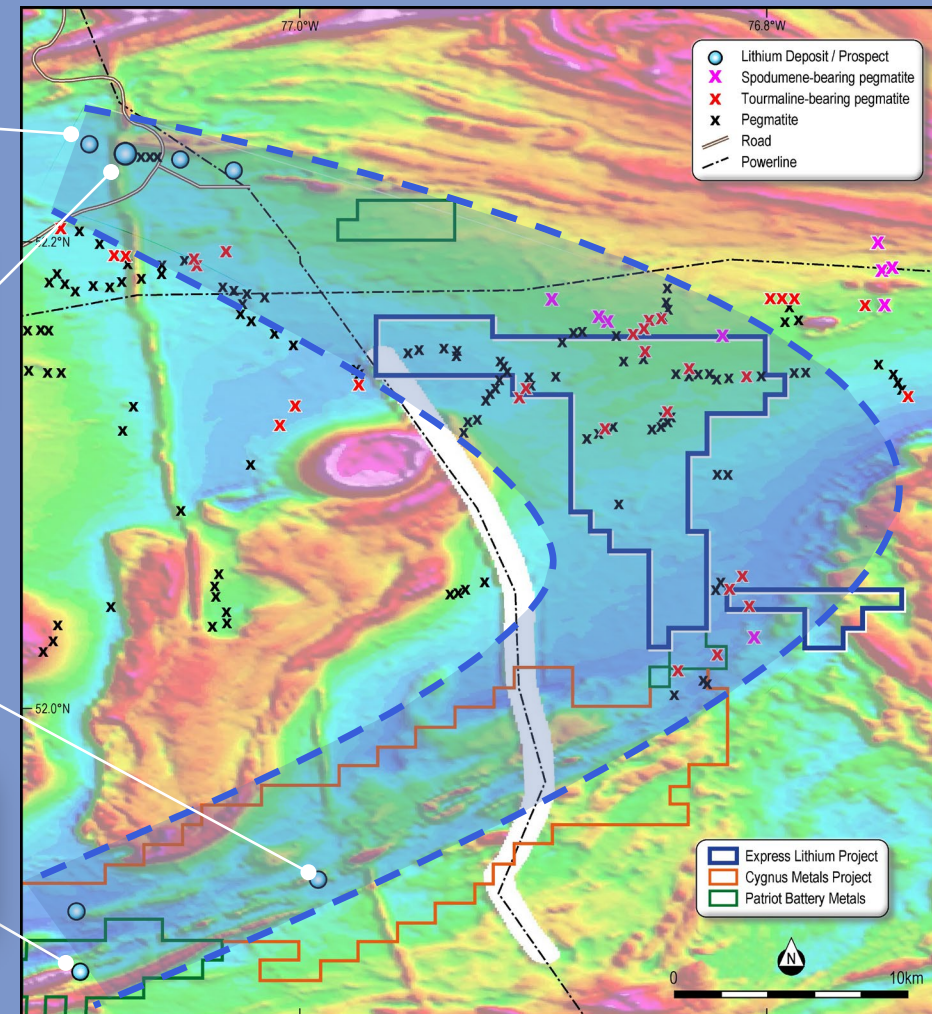 77.0°W
76.8°W
Lithium Deposit / Prospect
X Spodumene-bearing pegmatite
X Tourmaline-bearing pegmatite
x Pegmatite
Road
Powerline
52.2°N
52.0°N
Express Lithium Project
Cygnus Metals Project
Patriot Battery Metals
N
0 10km